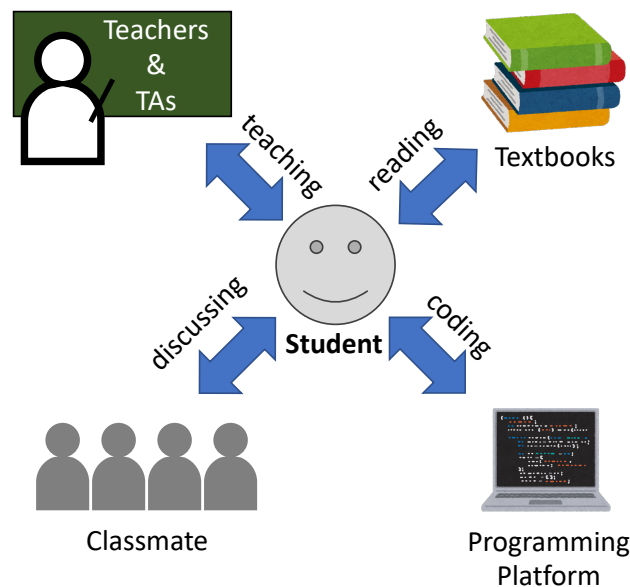 Teachers
&
TAs
teaching
reading
Textbooks
discussing
Student
coding
Classmate
Programming
Platform